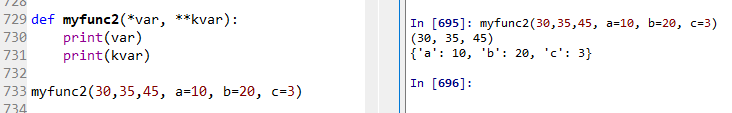 728
729 def myfunc2(*var, **kvar):
730     print(var)
731     print(kvar)
732
733 myfunc2(30,35,45, a=10, b=20, c=3)
734
In [695]: myfunc2(30,35,45, a=10, b=20, c=3)
(30, 35, 45)
{'a': 10, 'b': 20, 'c': 3}
In [696]: